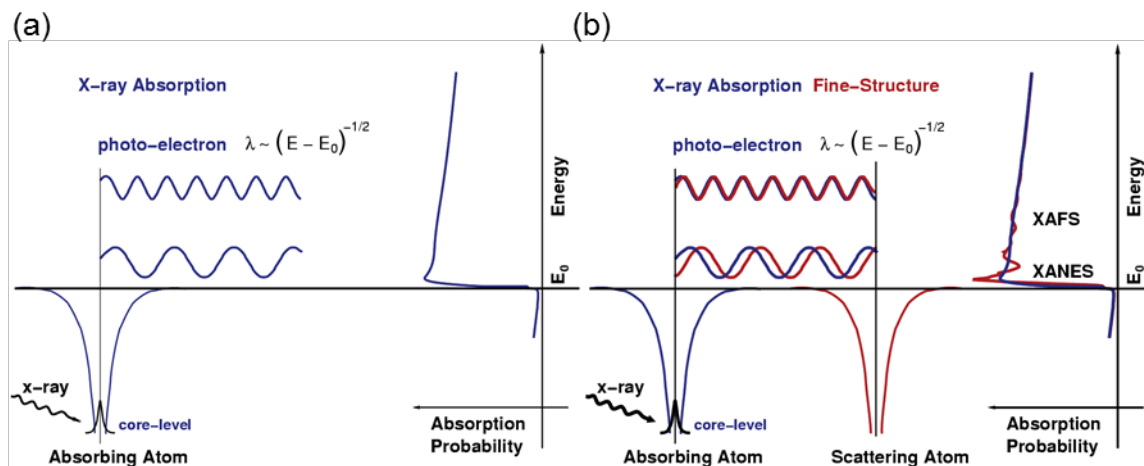 (a)
X-ray Absorption
photo-electron λ ~ (E − E₀)^−1/2
Energy
E₀
x-ray
core-level
Absorbing Atom
Absorption
Probability
(b)
X-ray Absorption Fine-Structure
photo-electron λ ~ (E − E₀)^−1/2
Energy
XAFS
E₀
XANES
x-ray
core-level
Absorbing Atom
Scattering Atom
Absorption
Probability